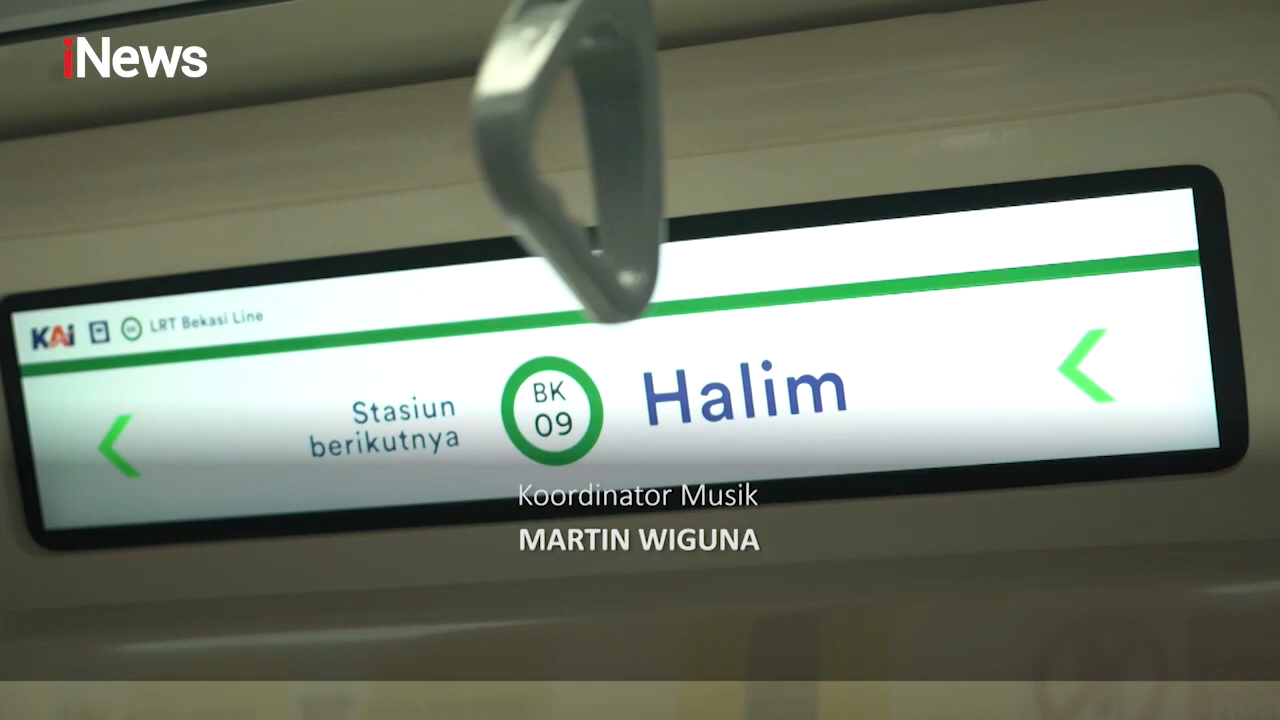 iNews
KAI LRT Bekasi Line
Stasiun
berikutnya
BK
09
Halim
Koordinator Musik
MARTIN WIGUNA